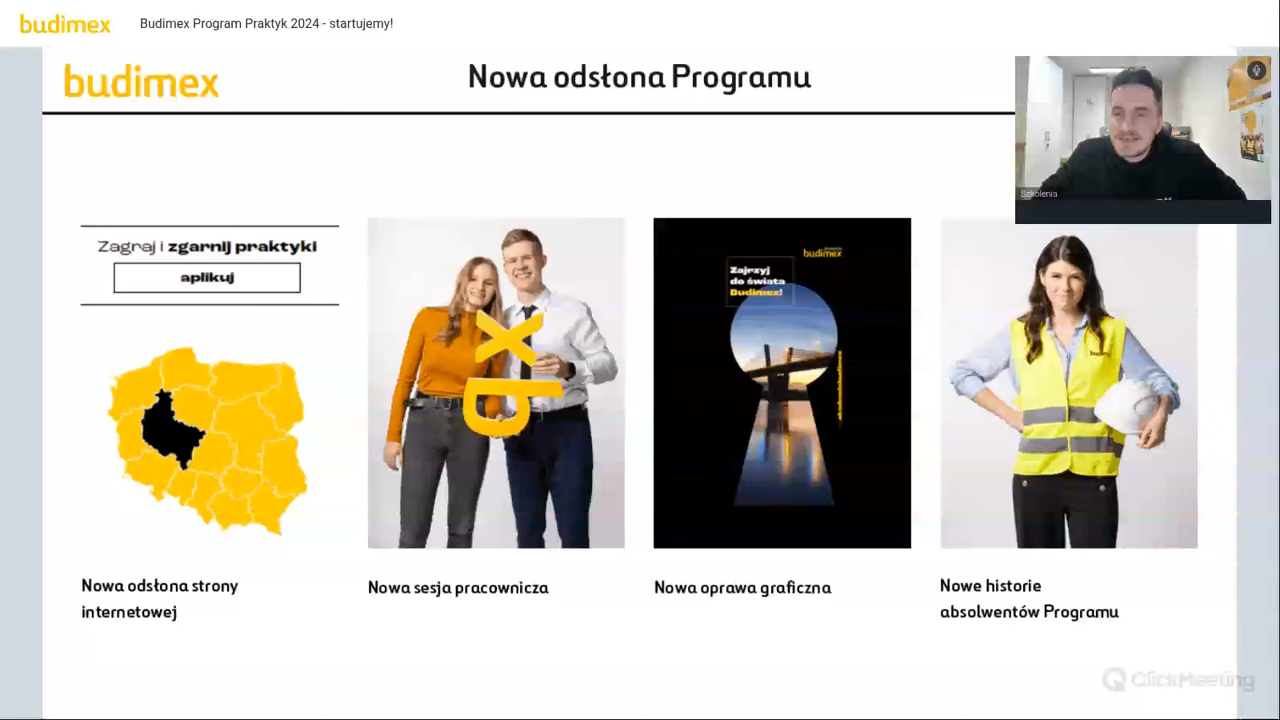 budimex
Budimex Program Praktyk 2024 - startujemy!
budimex
Nowa odsłona Programu
Szkolenia
Zagraj i zgarnij praktyki
aplikuj
budimex
Zajrzyj
do świata
Budimex!
Nowa odsłona strony
internetowej
Nowa sesja pracownicza
Nowa oprawa graficzna
Nowe historie
absolwentów Programu
ClickMeeting